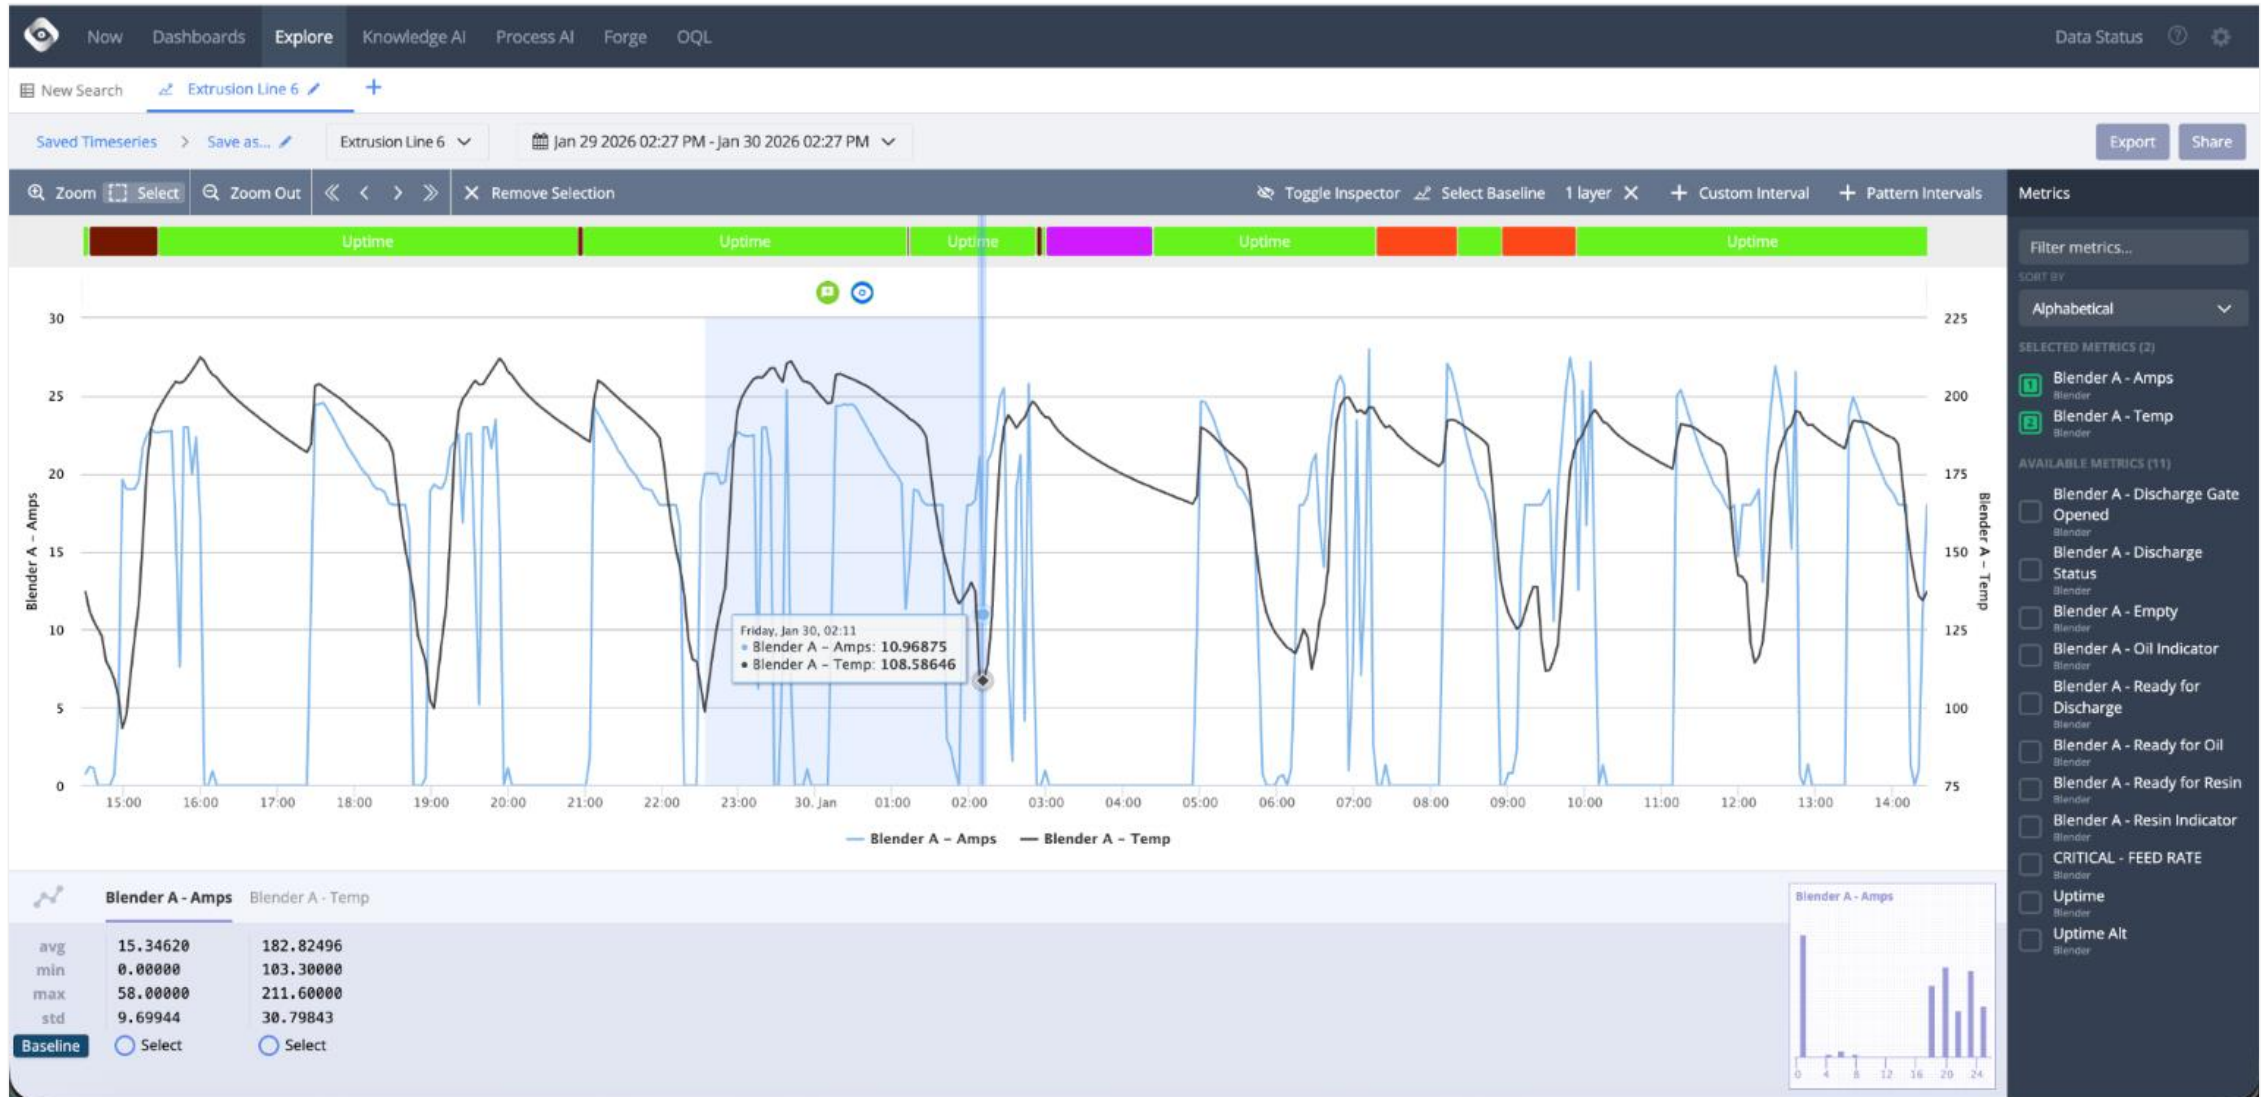 Now Dashboards Explore Knowledge AI Process AI Forge OQL Data Status
New Search Extrusion Line 6
Saved Timeseries Save as... Extrusion Line 6 Jan 29 2026 02:27 PM - Jan 30 2026 02:27 PM Export Share
Zoom Select Zoom Out Remove Selection Toggle Inspector Select Baseline 1 layer Custom Interval Pattern Intervals
Uptime Uptime Uptime Uptime Uptime
30
25
20
15
10
5
0
Blender A – Amps
225
200
175
150
125
100
75
Blender A – Temp
Friday, Jan 30, 02:11
Blender A – Amps: 10.96875
Blender A – Temp: 108.58646
15:00 16:00 17:00 18:00 19:00 20:00 21:00 22:00 23:00 30. Jan 01:00 02:00 03:00 04:00 05:00 06:00 07:00 08:00 09:00 10:00 11:00 12:00 13:00 14:00
Blender A – Amps Blender A – Temp
Blender A - Amps Blender A - Temp
avg 15.34620 182.82496
min 0.00000 103.30000
max 58.00000 211.60000
std 9.69944 30.79843
Baseline Select Select
Blender A - Amps
0 4 8 12 16 20 24
Metrics
Filter metrics...
SORT BY
Alphabetical
SELECTED METRICS (2)
1 Blender A - Amps
Blender
2 Blender A - Temp
Blender
AVAILABLE METRICS (11)
Blender A - Discharge Gate
Opened
Blender
Blender A - Discharge
Status
Blender
Blender A - Empty
Blender
Blender A - Oil Indicator
Blender
Blender A - Ready for
Discharge
Blender
Blender A - Ready for Oil
Blender
Blender A - Ready for Resin
Blender
Blender A - Resin Indicator
Blender
CRITICAL - FEED RATE
Blender
Uptime
Blender
Uptime Alt
Blender